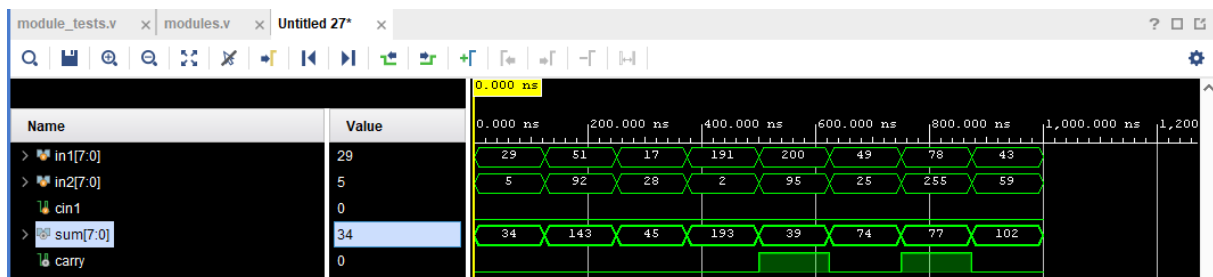 module_tests.v × modules.v × Untitled 27* × ?
0.000 ns
Name Value 0.000 ns 200.000 ns 400.000 ns 600.000 ns 800.000 ns 1,000.000 ns 1,200
> in1[7:0] 29 29 51 17 191 200 49 78 43
> in2[7:0] 5 5 92 28 2 95 25 255 59
cin1 0
> sum[7:0] 34 34 143 45 193 39 74 77 102
carry 0